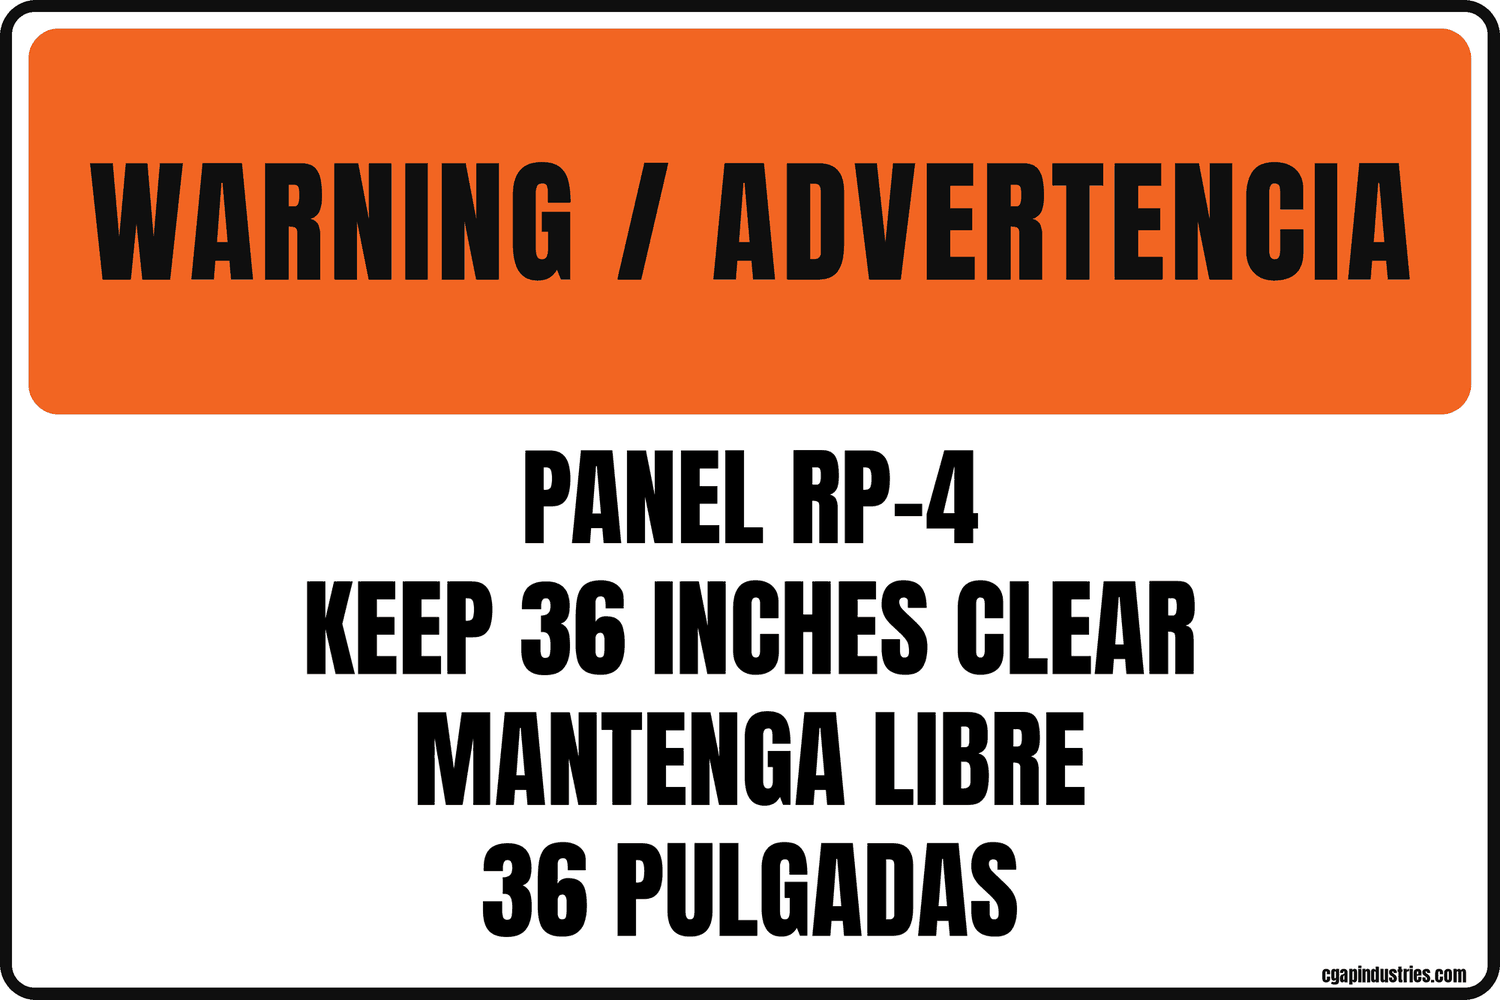 WARNING / ADVERTENCIA
PANEL RP-4
KEEP 36 INCHES CLEAR
MANTENGA LIBRE
36 PULGADAS
cgapindustries.com